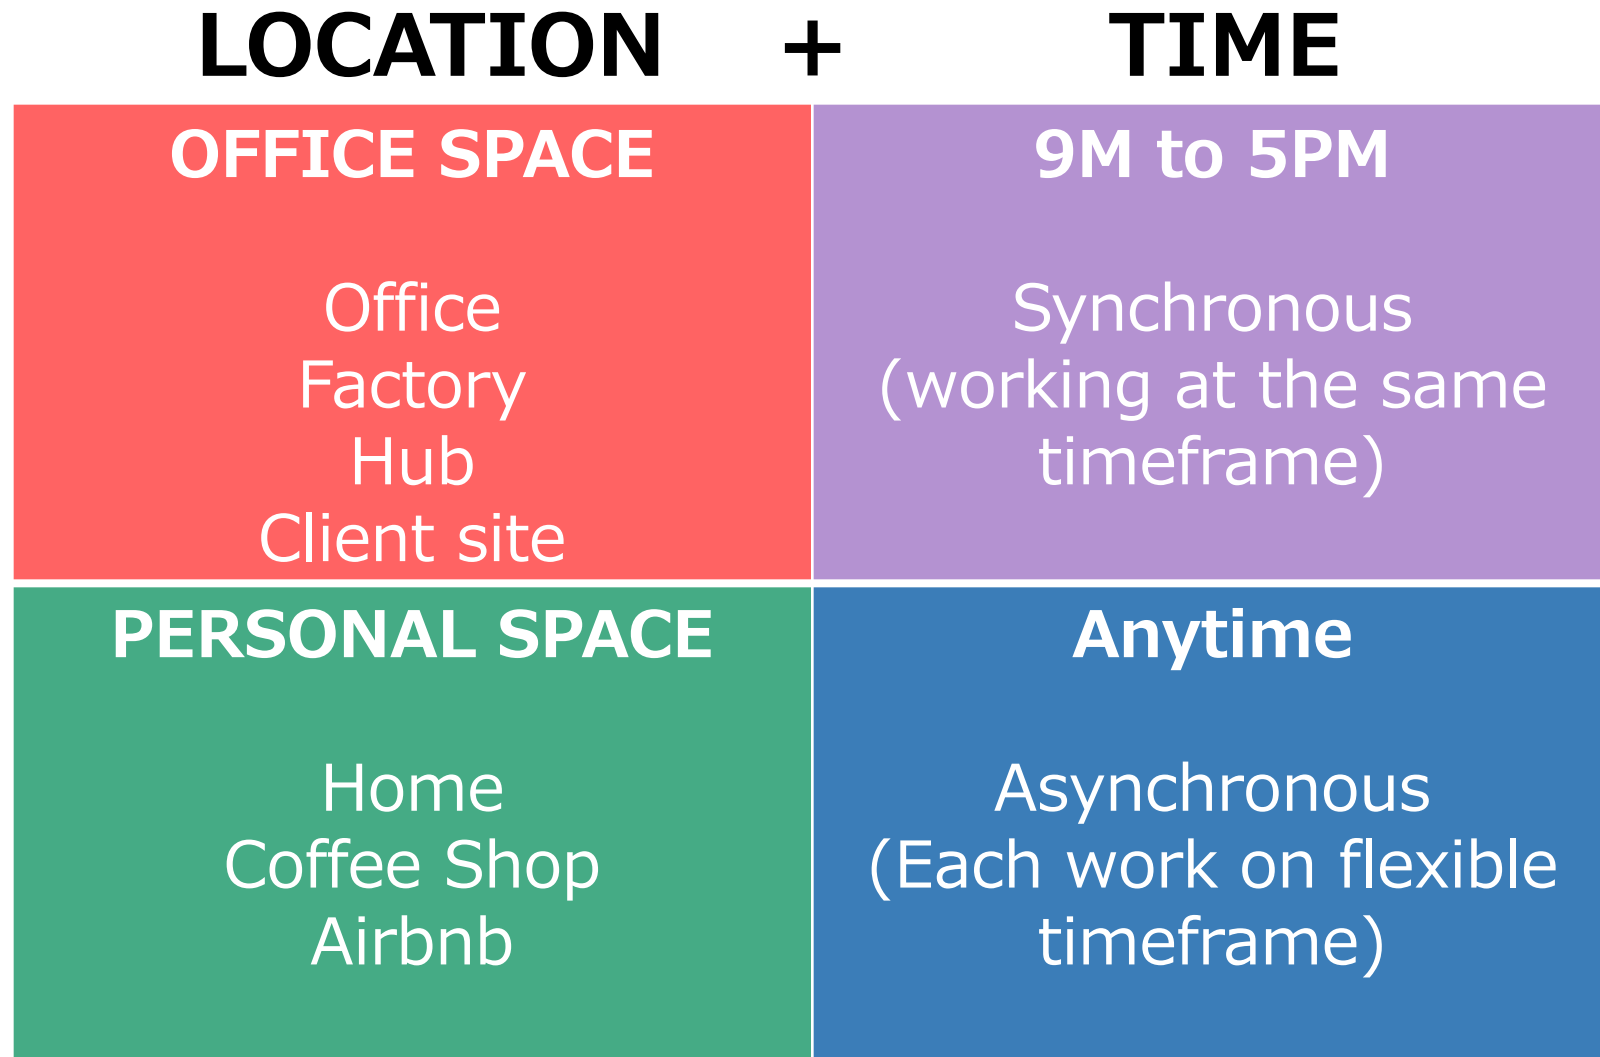 LOCATION + TIME
OFFICE SPACE
Office
Factory
Hub
Client site
9M to 5PM
Synchronous
(working at the same
timeframe)
PERSONAL SPACE
Home
Coffee Shop
Airbnb
Anytime
Asynchronous
(Each work on flexible
timeframe)